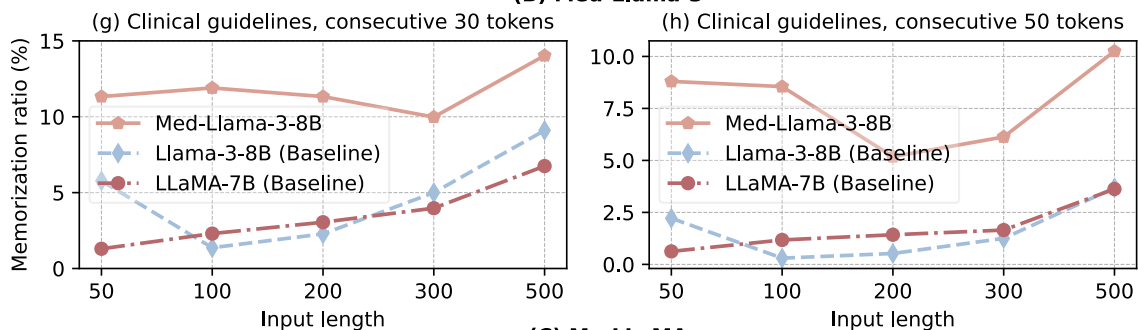 (g) Clinical guidelines, consecutive 30 tokens
Memorization ratio (%)
15
10
5
0
Med-Llama-3-8B
Llama-3-8B (Baseline)
LLaMA-7B (Baseline)
50 100 200 300 500
Input length
(h) Clinical guidelines, consecutive 50 tokens
10.0
7.5
5.0
2.5
0.0
Med-Llama-3-8B
Llama-3-8B (Baseline)
LLaMA-7B (Baseline)
50 100 200 300 500
Input length